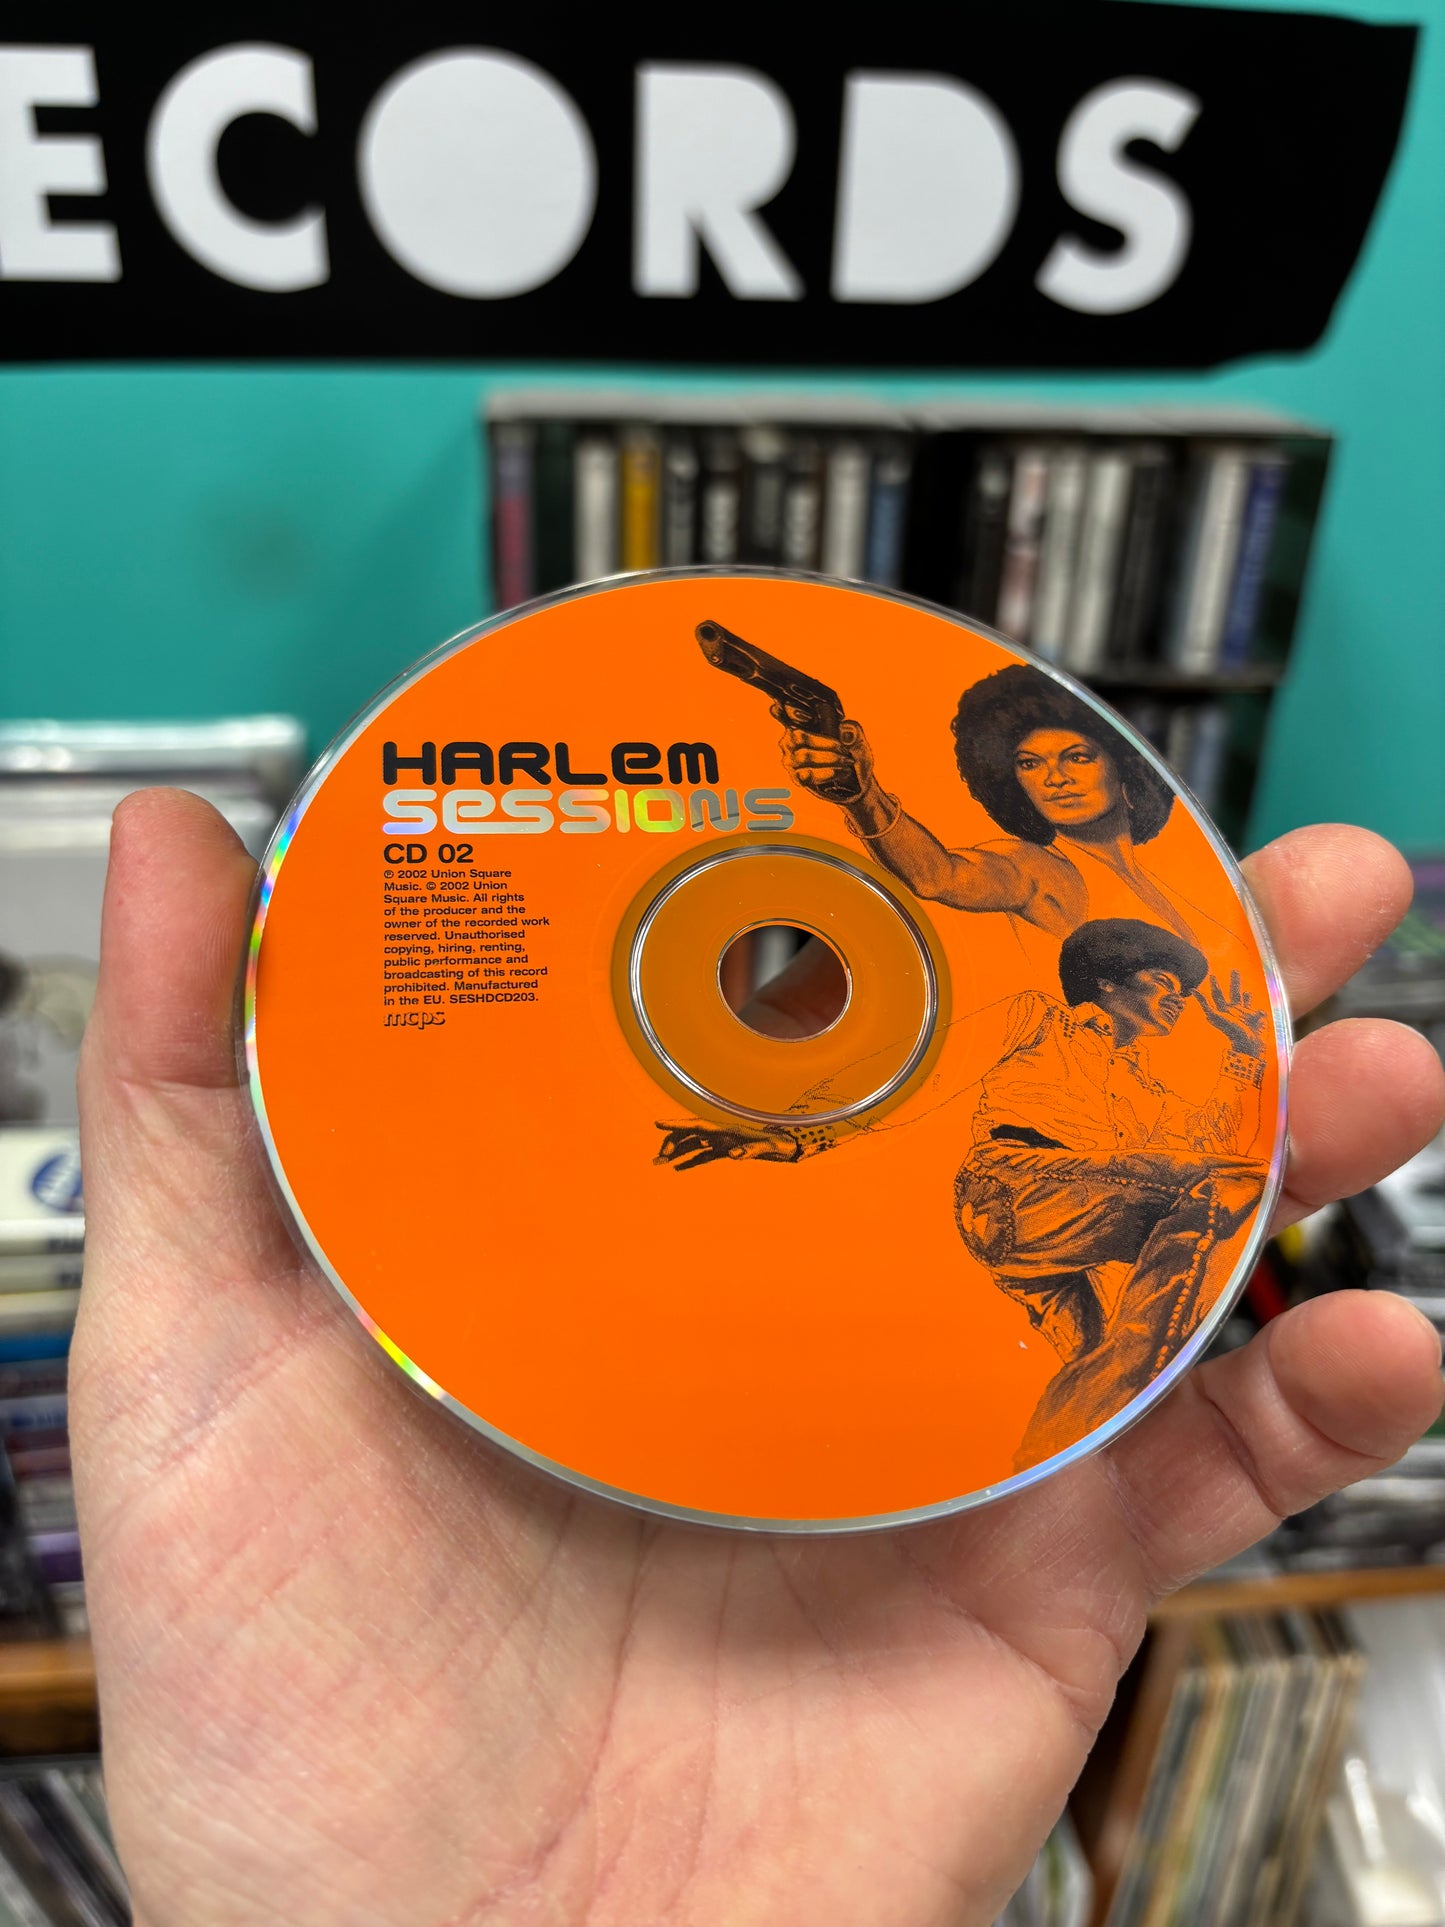 ECORDS
HARLEM
SESSIONS
CD 02
℗ 2002 Union Square
Music. © 2002 Union
Square Music. All rights
of the producer and the
owner of the recorded work
reserved. Unauthorised
copying, hiring, renting,
public performance and
broadcasting of this record
prohibited. Manufactured
in the EU. SESHDCD203.
mcps